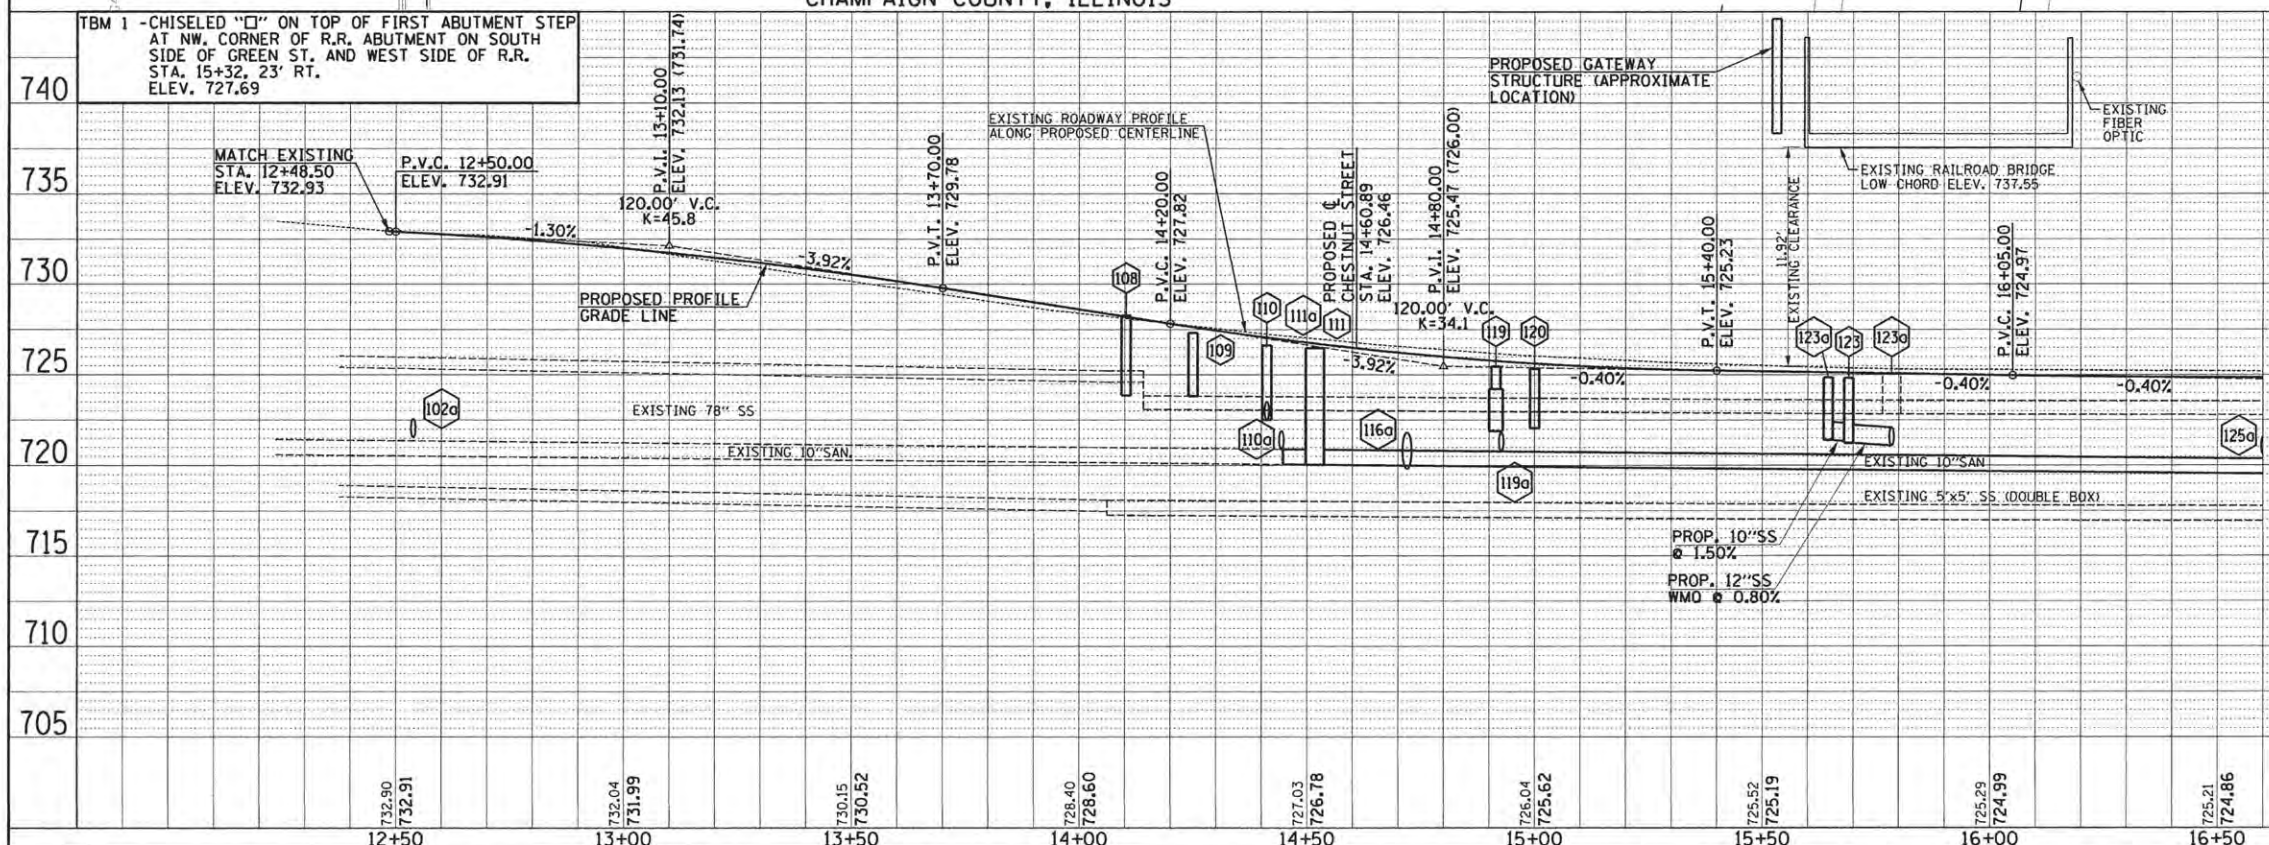 CHAMPAIGN COUNTY, ILLINOIS
TBM 1 -CHISELED "□" ON TOP OF FIRST ABUTMENT STEP
AT NW. CORNER OF R.R. ABUTMENT ON SOUTH
SIDE OF GREEN ST. AND WEST SIDE OF R.R.
STA. 15+32, 23' RT.
ELEV. 727.69
740
735
730
725
720
715
710
705
MATCH EXISTING
STA. 12+48.50
ELEV. 732.93
P.V.C. 12+50.00
ELEV. 732.91
-1.30%
P.V.I. 13+10.00
ELEV. 732.13 (731.74)
120.00' V.C.
K=45.8
-3.92%
PROPOSED PROFILE
GRADE LINE
P.V.T. 13+70.00
ELEV. 729.78
EXISTING ROADWAY PROFILE
ALONG PROPOSED CENTERLINE
108
P.V.C. 14+20.00
ELEV. 727.82
109
110
111a
111
PROPOSED ℄
CHESTNUT STREET
STA. 14+60.89
ELEV. 726.46
P.V.I. 14+80.00
ELEV. 725.47 (726.00)
120.00' V.C.
K=34.1
-3.92%
119
120
-0.40%
P.V.T. 15+40.00
ELEV. 725.23
PROPOSED GATEWAY
STRUCTURE (APPROXIMATE
LOCATION)
11.92'
EXISTING CLEARANCE
EXISTING RAILROAD BRIDGE
LOW CHORD ELEV. 737.55
EXISTING
FIBER
OPTIC
123a
123
123a
P.V.C. 16+05.00
ELEV. 724.97
-0.40%
-0.40%
102a
EXISTING 78" SS
EXISTING 10"SAN.
110a
116a
119a
125a
EXISTING 10"SAN
EXISTING 5'x5' SS (DOUBLE BOX)
PROP. 10"SS
@ 1.50%
PROP. 12"SS
WMQ @ 0.80%
732.90
732.91
732.04
731.99
730.15
730.52
728.40
728.60
727.03
726.78
726.04
725.62
725.52
725.19
725.29
724.99
725.21
724.86
12+50
13+00
13+50
14+00
14+50
15+00
15+50
16+00
16+50